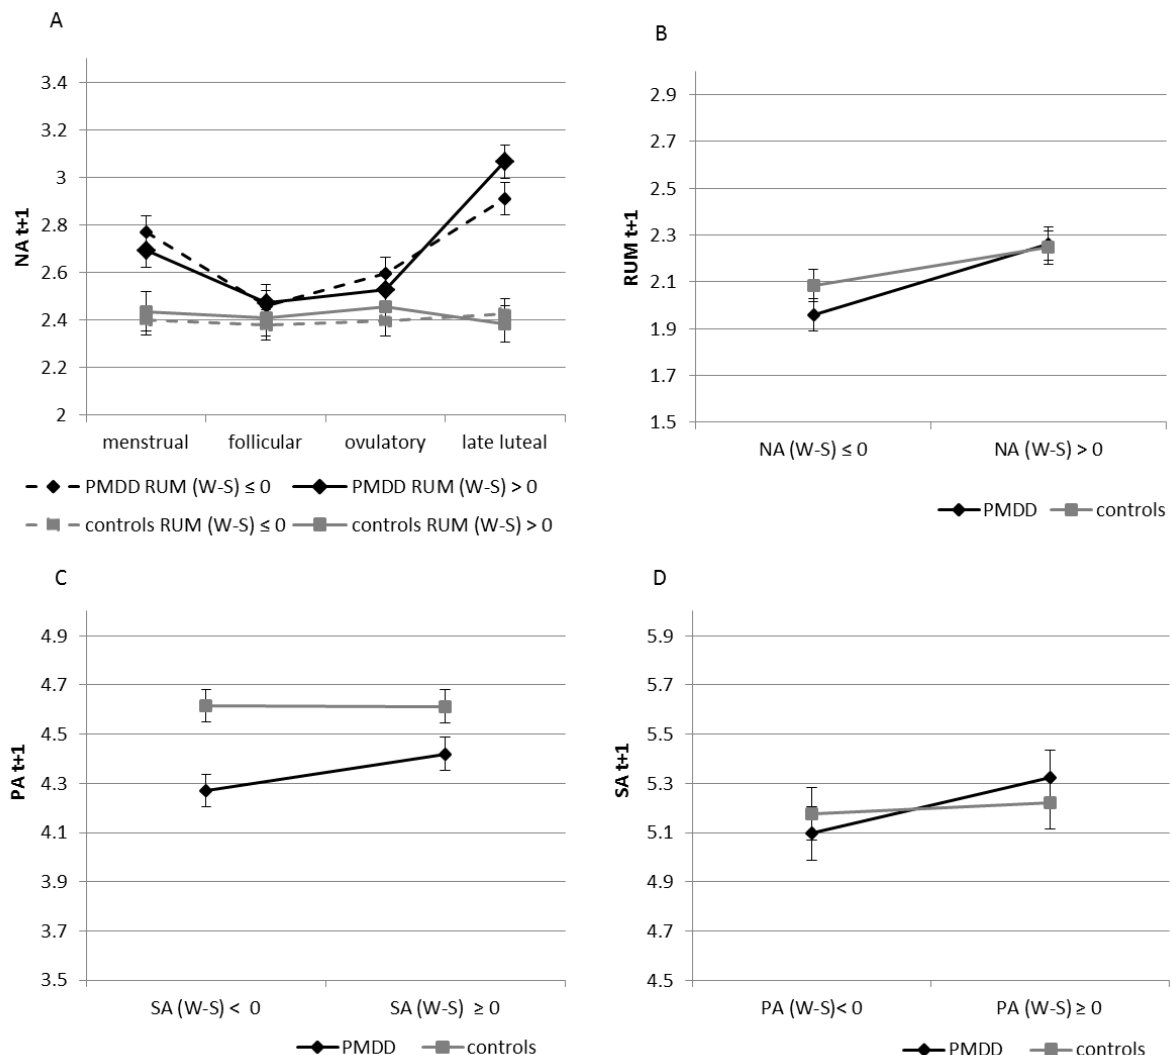 A
3.4
3.2
3
2.8
2.6
2.4
2.2
2
NA t+1
menstrual follicular ovulatory late luteal
PMDD RUM (W-S) ≤ 0 PMDD RUM (W-S) > 0
controls RUM (W-S) ≤ 0 controls RUM (W-S) > 0
B
2.9
2.7
2.5
2.3
2.1
1.9
1.7
1.5
RUM t+1
NA (W-S) ≤ 0 NA (W-S) > 0
PMDD controls
C
4.9
4.7
4.5
4.3
4.1
3.9
3.7
3.5
PA t+1
SA (W-S) < 0 SA (W-S) ≥ 0
PMDD controls
D
5.9
5.7
5.5
5.3
5.1
4.9
4.7
4.5
SA t+1
PA (W-S)< 0 PA (W-S) ≥ 0
PMDD controls